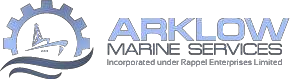 ARKLOW
MARINE SERVICES
Incorporated under Rappel Enterprises Limited